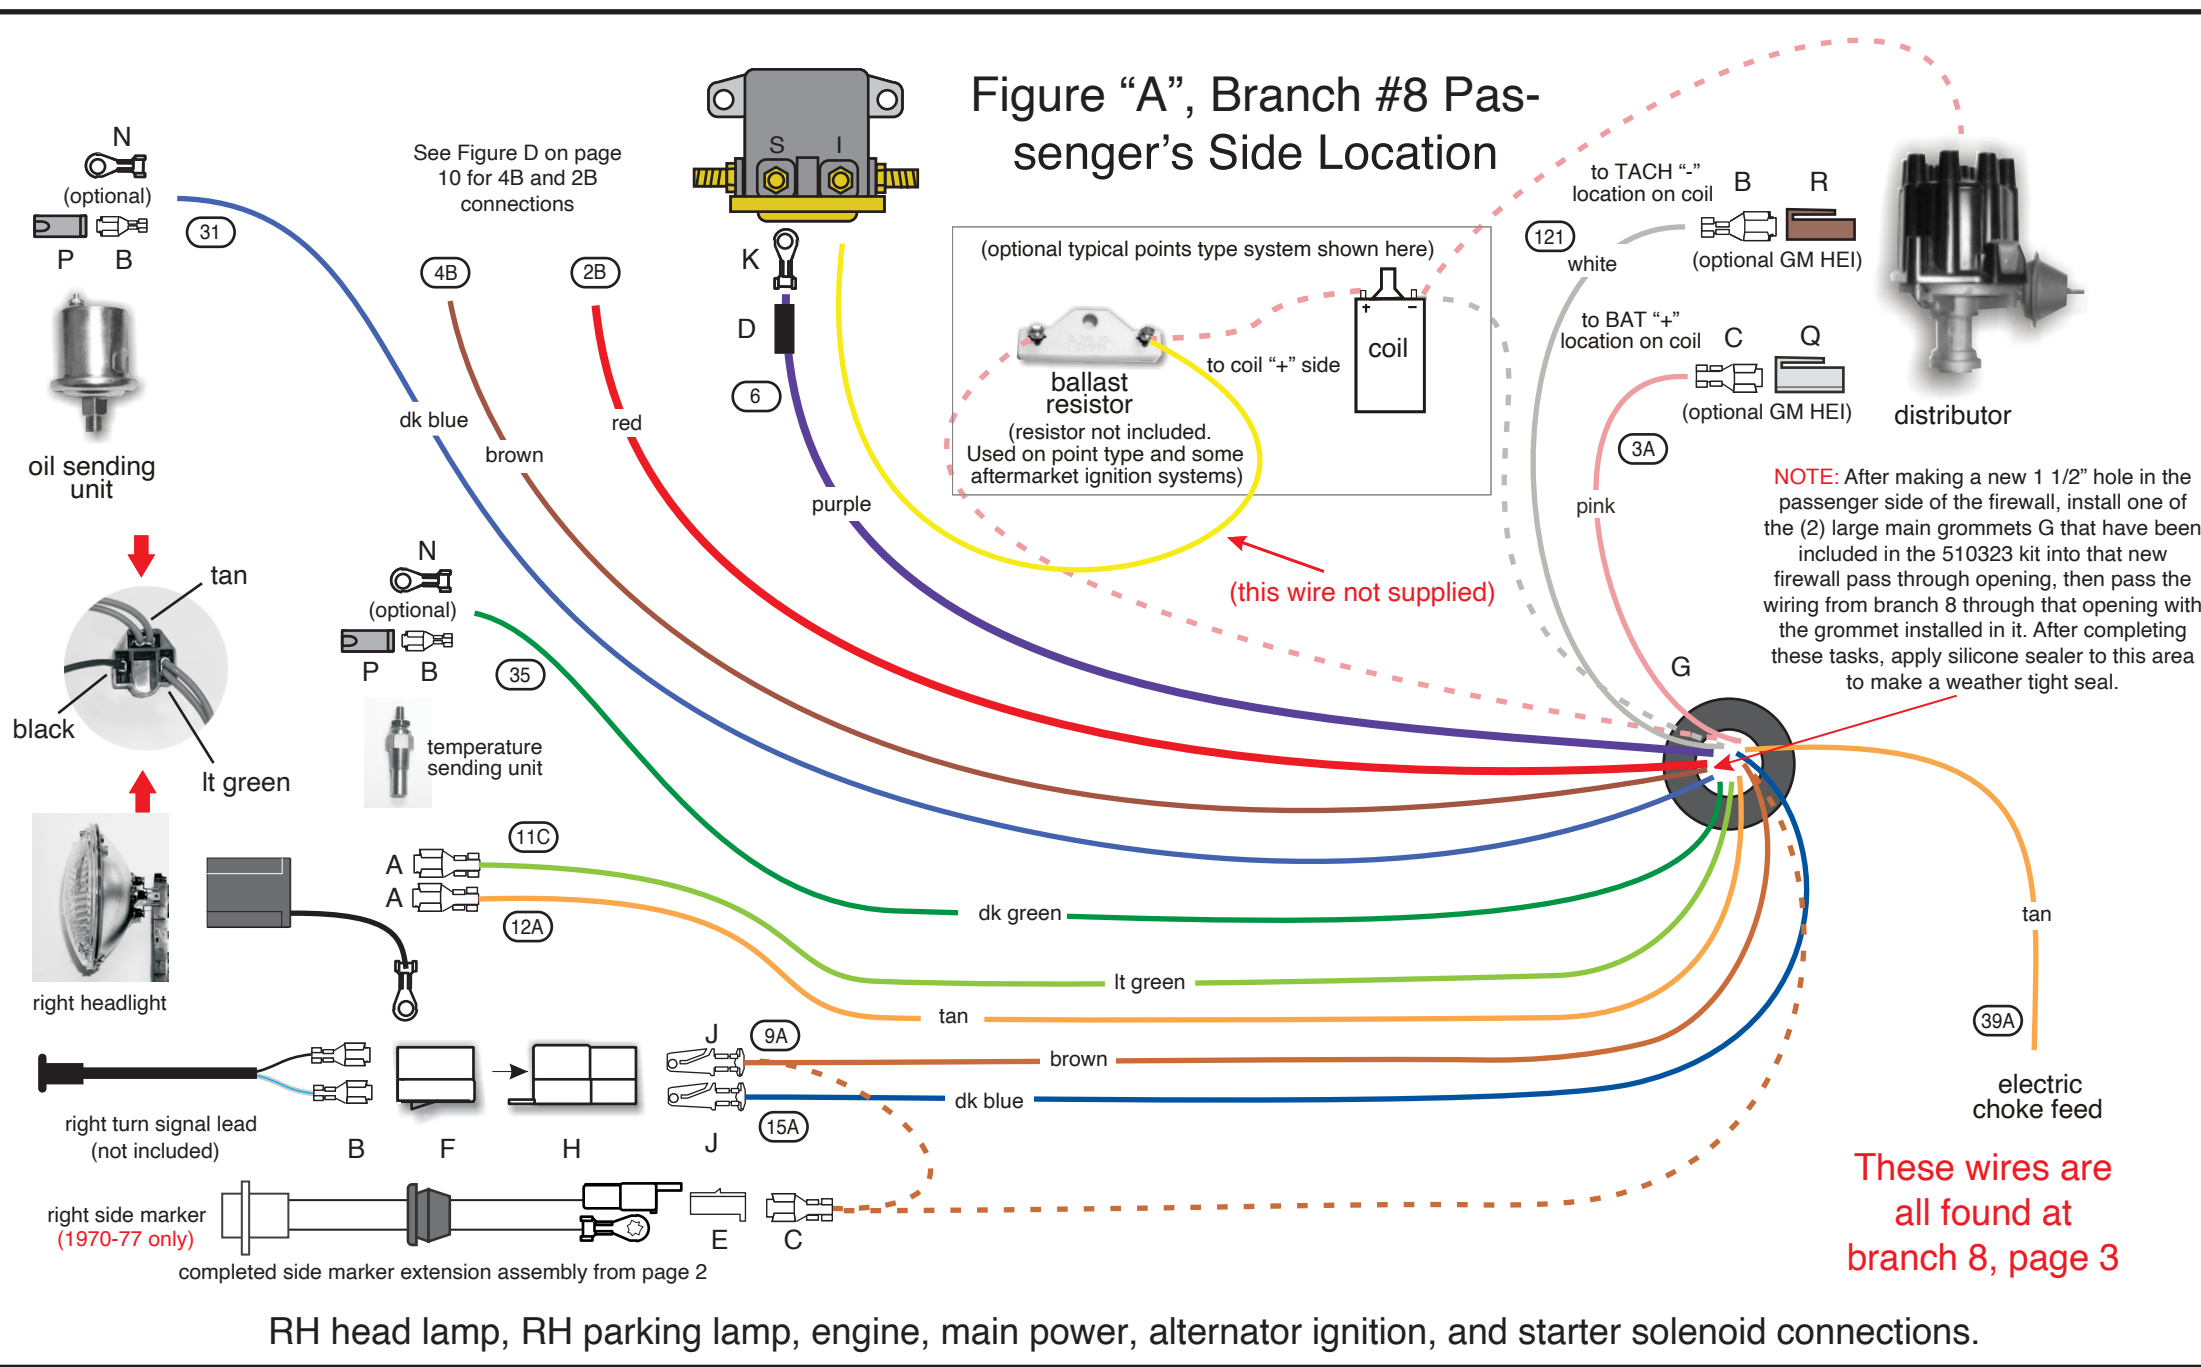 Figure “A”, Branch #8 Pas-
senger’s Side Location
N
(optional)
P
B
31
oil sending
unit
See Figure D on page
10 for 4B and 2B
connections
4B
2B
S
I
K
D
6
(optional typical points type system shown here)
+
–
coil
to coil “+” side
ballast
resistor
(resistor not included.
Used on point type and some
aftermarket ignition systems)
to TACH “-”
location on coil
B
R
121
white
(optional GM HEI)
to BAT “+”
location on coil
C
Q
(optional GM HEI)
3A
pink
distributor
dk blue
brown
red
purple
(this wire not supplied)
NOTE: After making a new 1 1/2” hole in the
passenger side of the firewall, install one of
the (2) large main grommets G that have been
included in the 510323 kit into that new
firewall pass through opening, then pass the
wiring from branch 8 through that opening with
the grommet installed in it. After completing
these tasks, apply silicone sealer to this area
to make a weather tight seal.
G
tan
black
lt green
N
(optional)
P
B
35
temperature
sending unit
right headlight
A
11C
A
12A
dk green
lt green
tan
tan
39A
electric
choke feed
J
9A
brown
dk blue
15A
J
right turn signal lead
(not included)
B
F
H
right side marker
(1970-77 only)
E
C
completed side marker extension assembly from page 2
These wires are
all found at
branch 8, page 3
RH head lamp, RH parking lamp, engine, main power, alternator ignition, and starter solenoid connections.